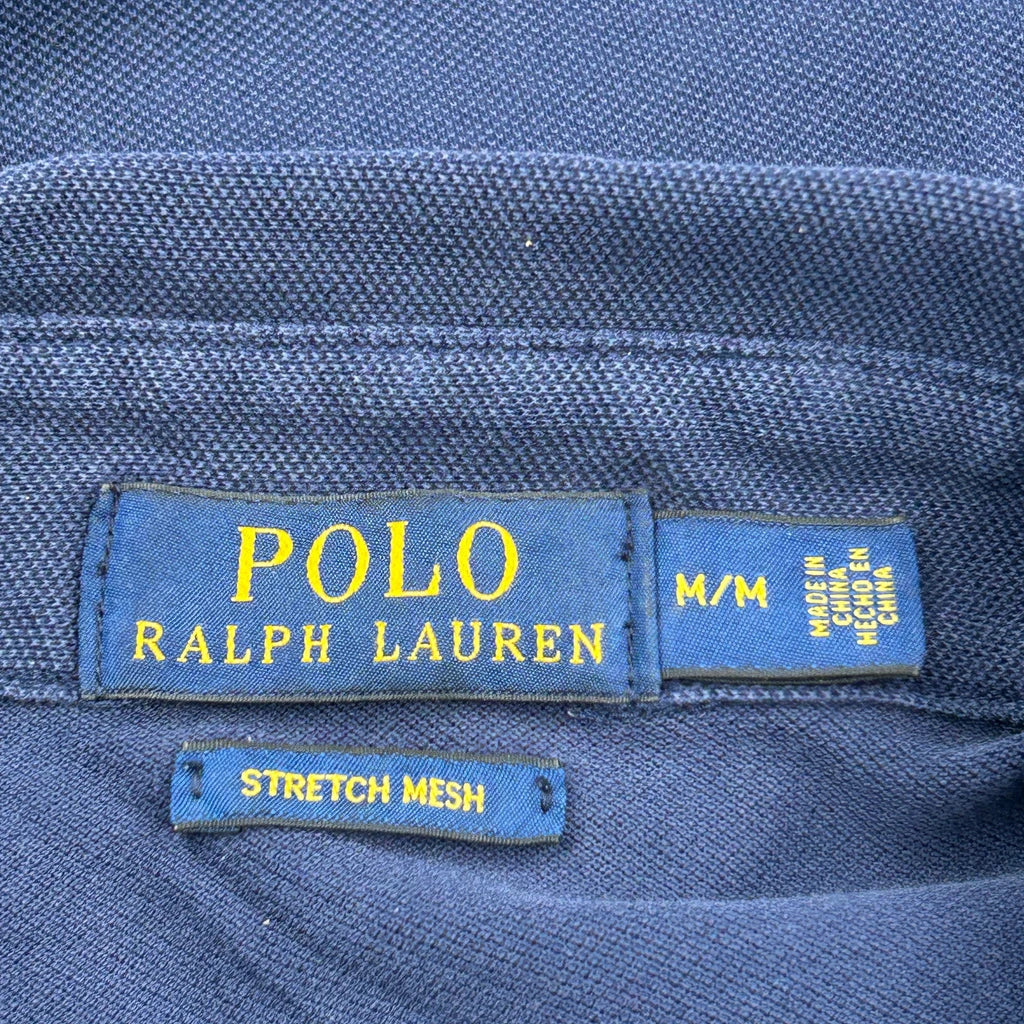 POLO
RALPH LAUREN
M/M
MADE IN
CHINA
HECHO EN
CHINA
STRETCH MESH